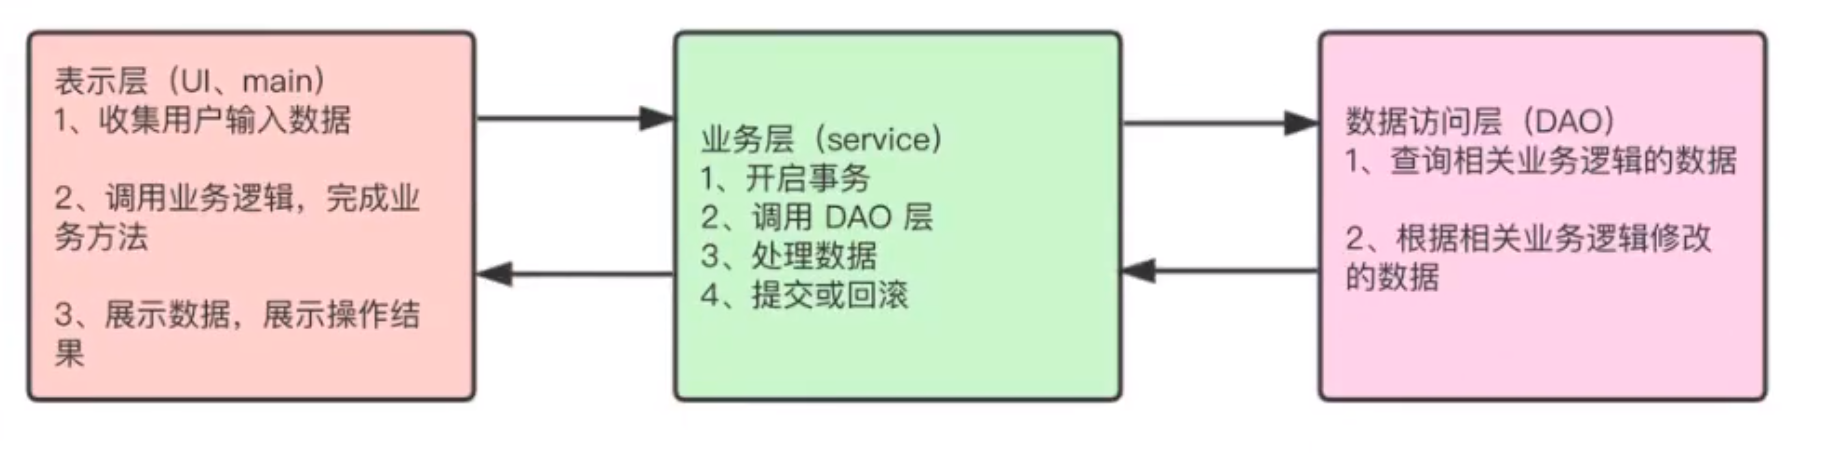 表示层（UI、main）
1、收集用户输入数据
2、调用业务逻辑，完成业
务方法
3、展示数据，展示操作结
果
业务层（service）
1、开启事务
2、调用 DAO 层
3、处理数据
4、提交或回滚
数据访问层（DAO）
1、查询相关业务逻辑的数据
2、根据相关业务逻辑修改
的数据